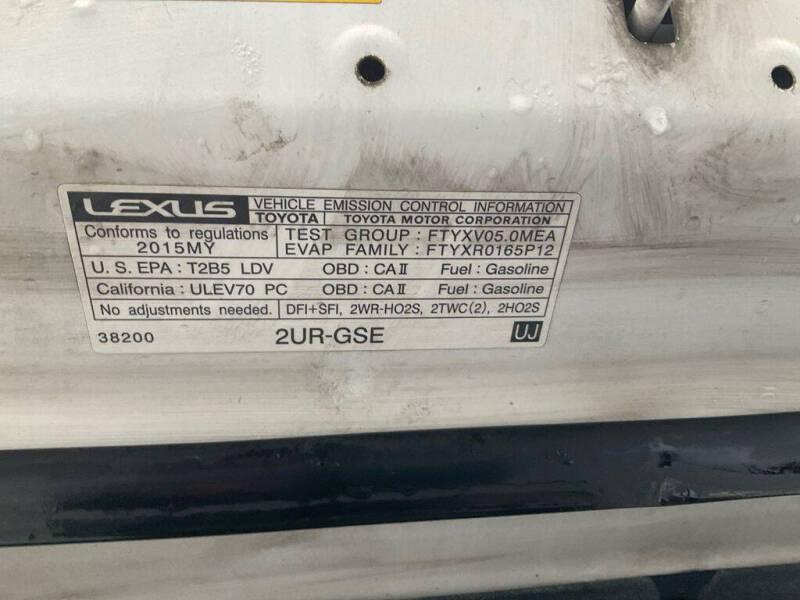 LEXUS VEHICLE EMISSION CONTROL INFORMATION
TOYOTA TOYOTA MOTOR CORPORATION
Conforms to regulations
2015MY
TEST GROUP : FTYXV05.0MEA
EVAP FAMILY : FTYXR0165P12
U. S. EPA : T2B5 LDV OBD : CAII Fuel : Gasoline
California : ULEV70 PC OBD : CAII Fuel : Gasoline
No adjustments needed. DFI+SFI, 2WR-HO2S, 2TWC(2), 2HO2S
38200 2UR-GSE UJ